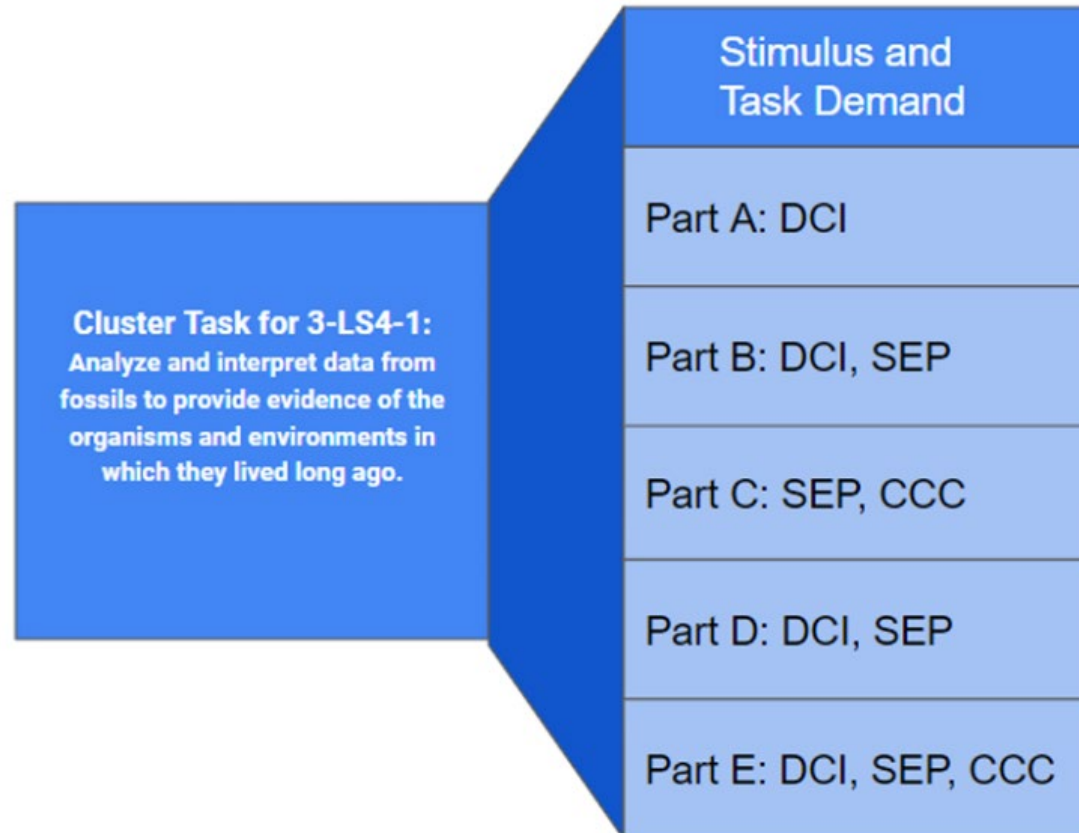 Cluster Task for 3-LS4-1:
Analyze and interpret data from
fossils to provide evidence of the
organisms and environments in
which they lived long ago.
Stimulus and
Task Demand
Part A: DCI
Part B: DCI, SEP
Part C: SEP, CCC
Part D: DCI, SEP
Part E: DCI, SEP, CCC